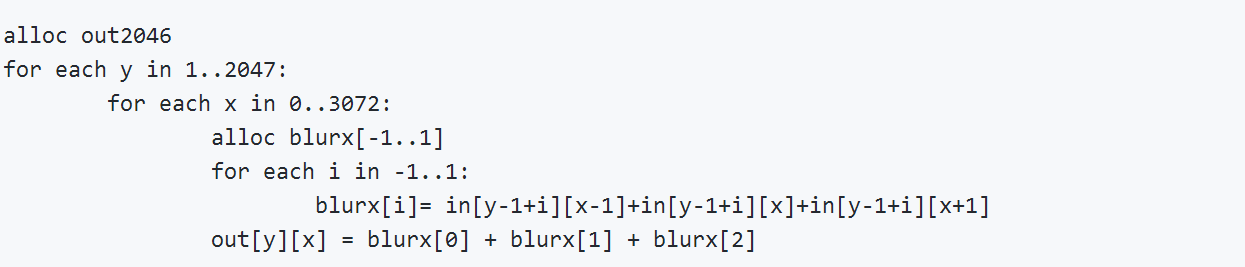 alloc out2046
for each y in 1..2047:
        for each x in 0..3072:
                alloc blurx[-1..1]
                for each i in -1..1:
                        blurx[i]= in[y-1+i][x-1]+in[y-1+i][x]+in[y-1+i][x+1]
                out[y][x] = blurx[0] + blurx[1] + blurx[2]